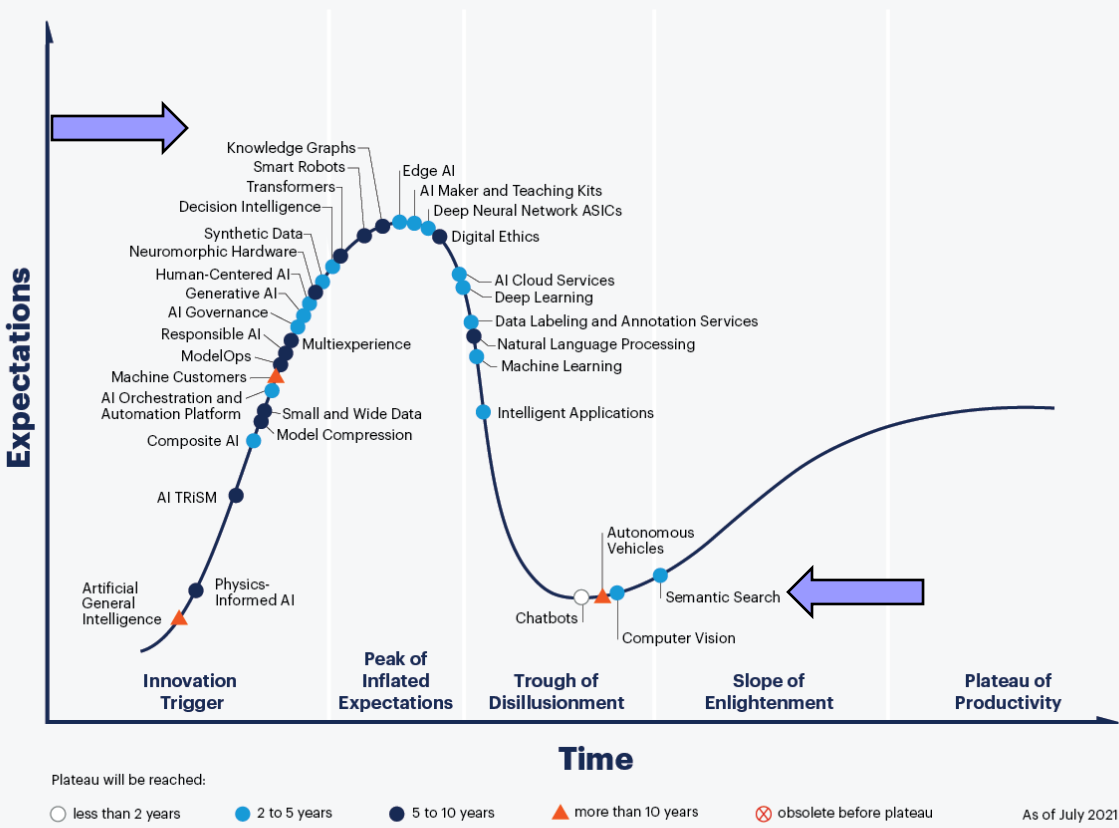 Knowledge Graphs
Smart Robots
Transformers
Decision Intelligence
Synthetic Data
Neuromorphic Hardware
Human-Centered AI
Generative AI
AI Governance
Responsible AI
Multiexperience
ModelOps
Machine Customers
AI Orchestration and
Automation Platform
Small and Wide Data
Model Compression
Composite AI
AI TRiSM
Physics-
Informed AI
Artificial
General
Intelligence
Edge AI
AI Maker and Teaching Kits
Deep Neural Network ASICs
Digital Ethics
AI Cloud Services
Deep Learning
Data Labeling and Annotation Services
Natural Language Processing
Machine Learning
Intelligent Applications
Autonomous
Vehicles
Chatbots
Semantic Search
Computer Vision
Expectations
Innovation
Trigger
Peak of
Inflated
Expectations
Trough of
Disillusionment
Slope of
Enlightenment
Plateau of
Productivity
Time
Plateau will be reached:
less than 2 years
2 to 5 years
5 to 10 years
more than 10 years
obsolete before plateau
As of July 2021